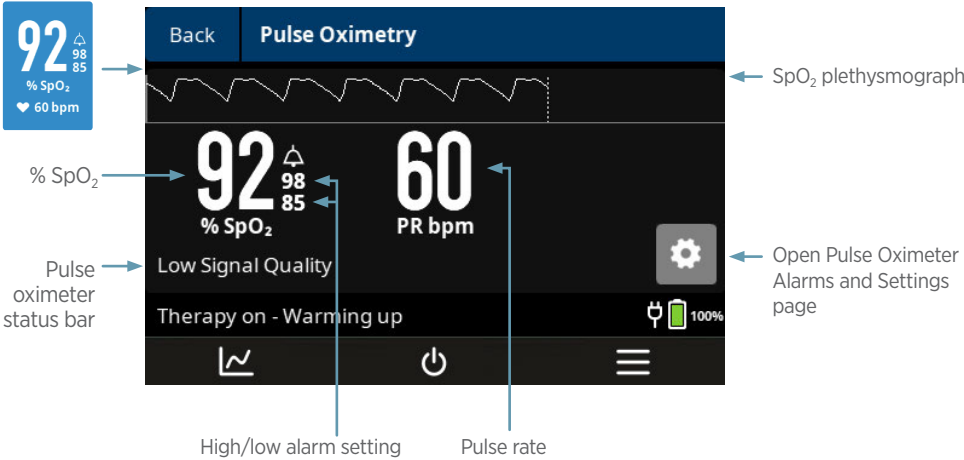 92
98
85
% SpO₂
60 bpm
Back
Pulse Oximetry
SpO₂ plethysmograph
% SpO₂
92
98
85
% SpO₂
60
PR bpm
Pulse
oximeter
status bar
Low Signal Quality
Open Pulse Oximeter
Alarms and Settings
page
Therapy on - Warming up
100%
High/low alarm setting
Pulse rate